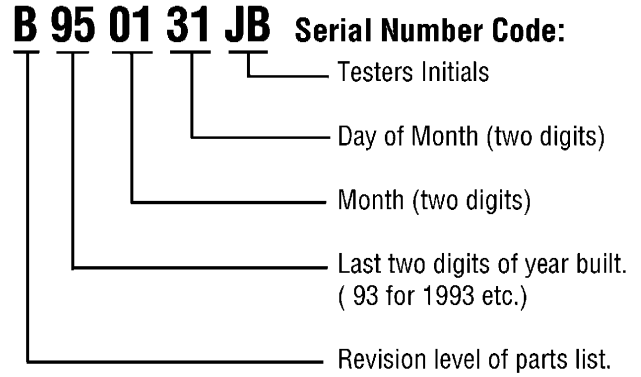 B 95 01 31 JB Serial Number Code:
Testers Initials
Day of Month (two digits)
Month (two digits)
Last two digits of year built.
( 93 for 1993 etc.)
Revision level of parts list.